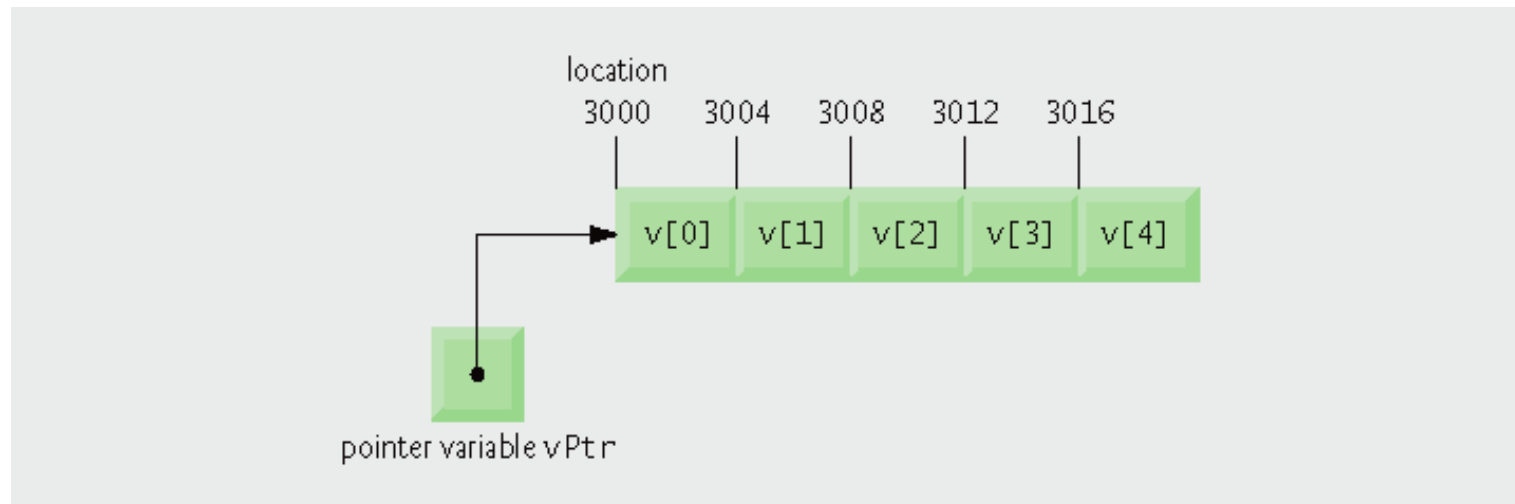 location
3000 3004 3008 3012 3016
v[0] v[1] v[2] v[3] v[4]
pointer variable vPtr